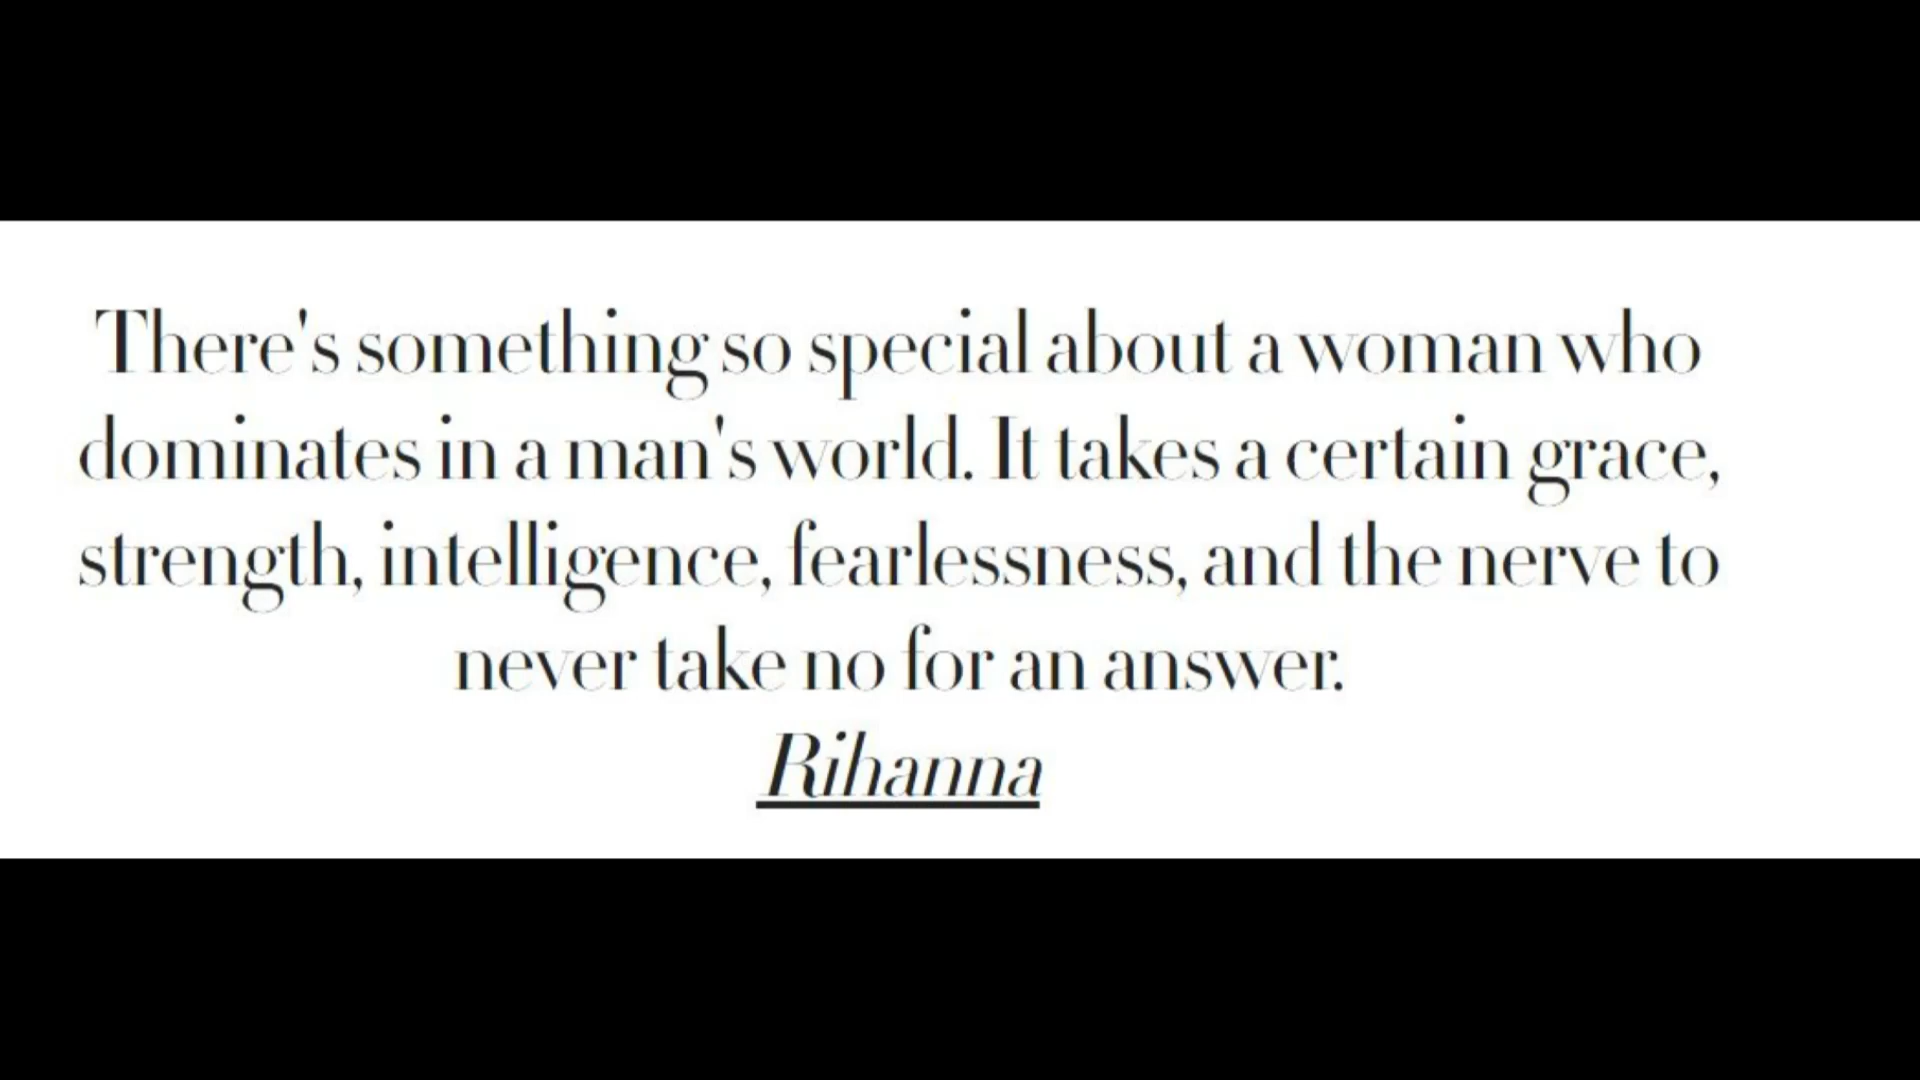 There's something so special about a woman who
dominates in a man's world. It takes a certain grace,
strength, intelligence, fearlessness, and the nerve to
never take no for an answer.
Rihanna